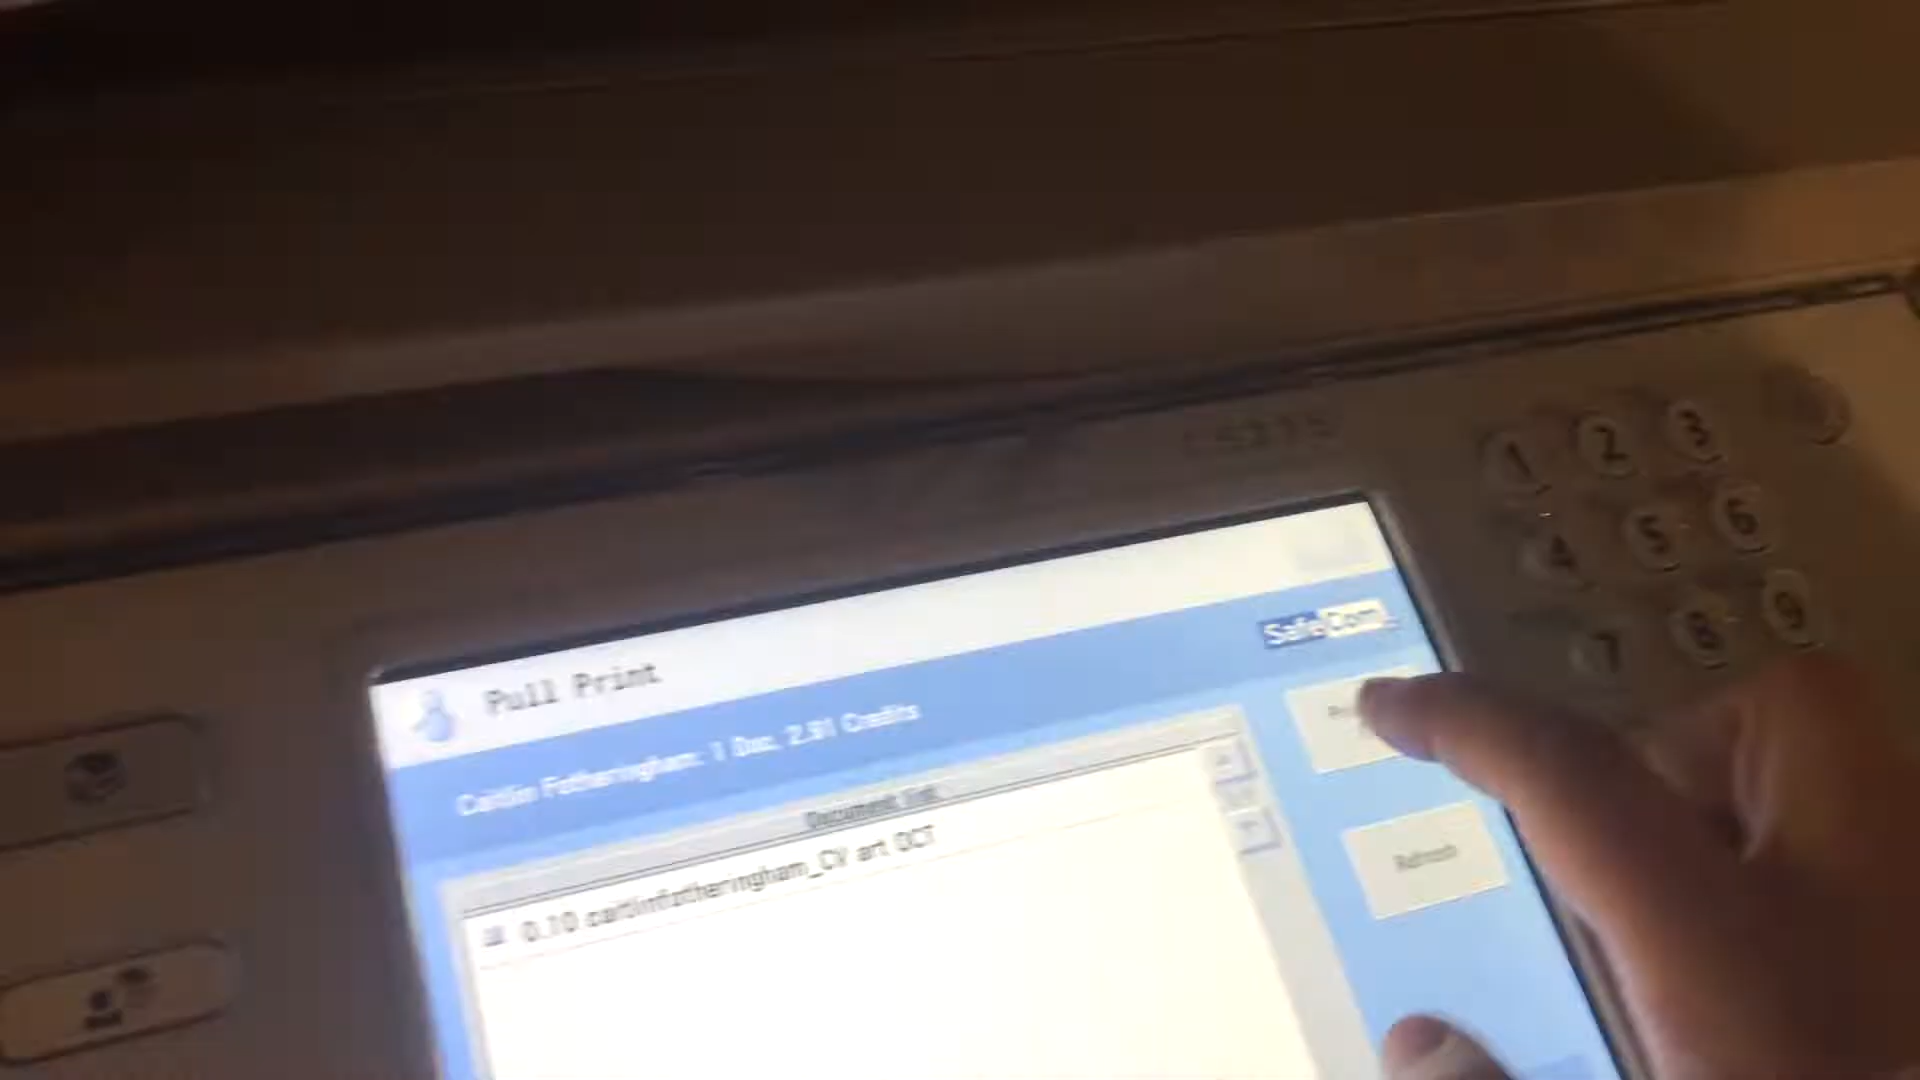 1 2 3
4 5 6
7 8 9
Pull Print
SafeCom
Caitlin Fotheringham: 1 Doc, 2.91 Credits
Document list
0.10 caitlinfotheringham_CV art OCT
Refresh